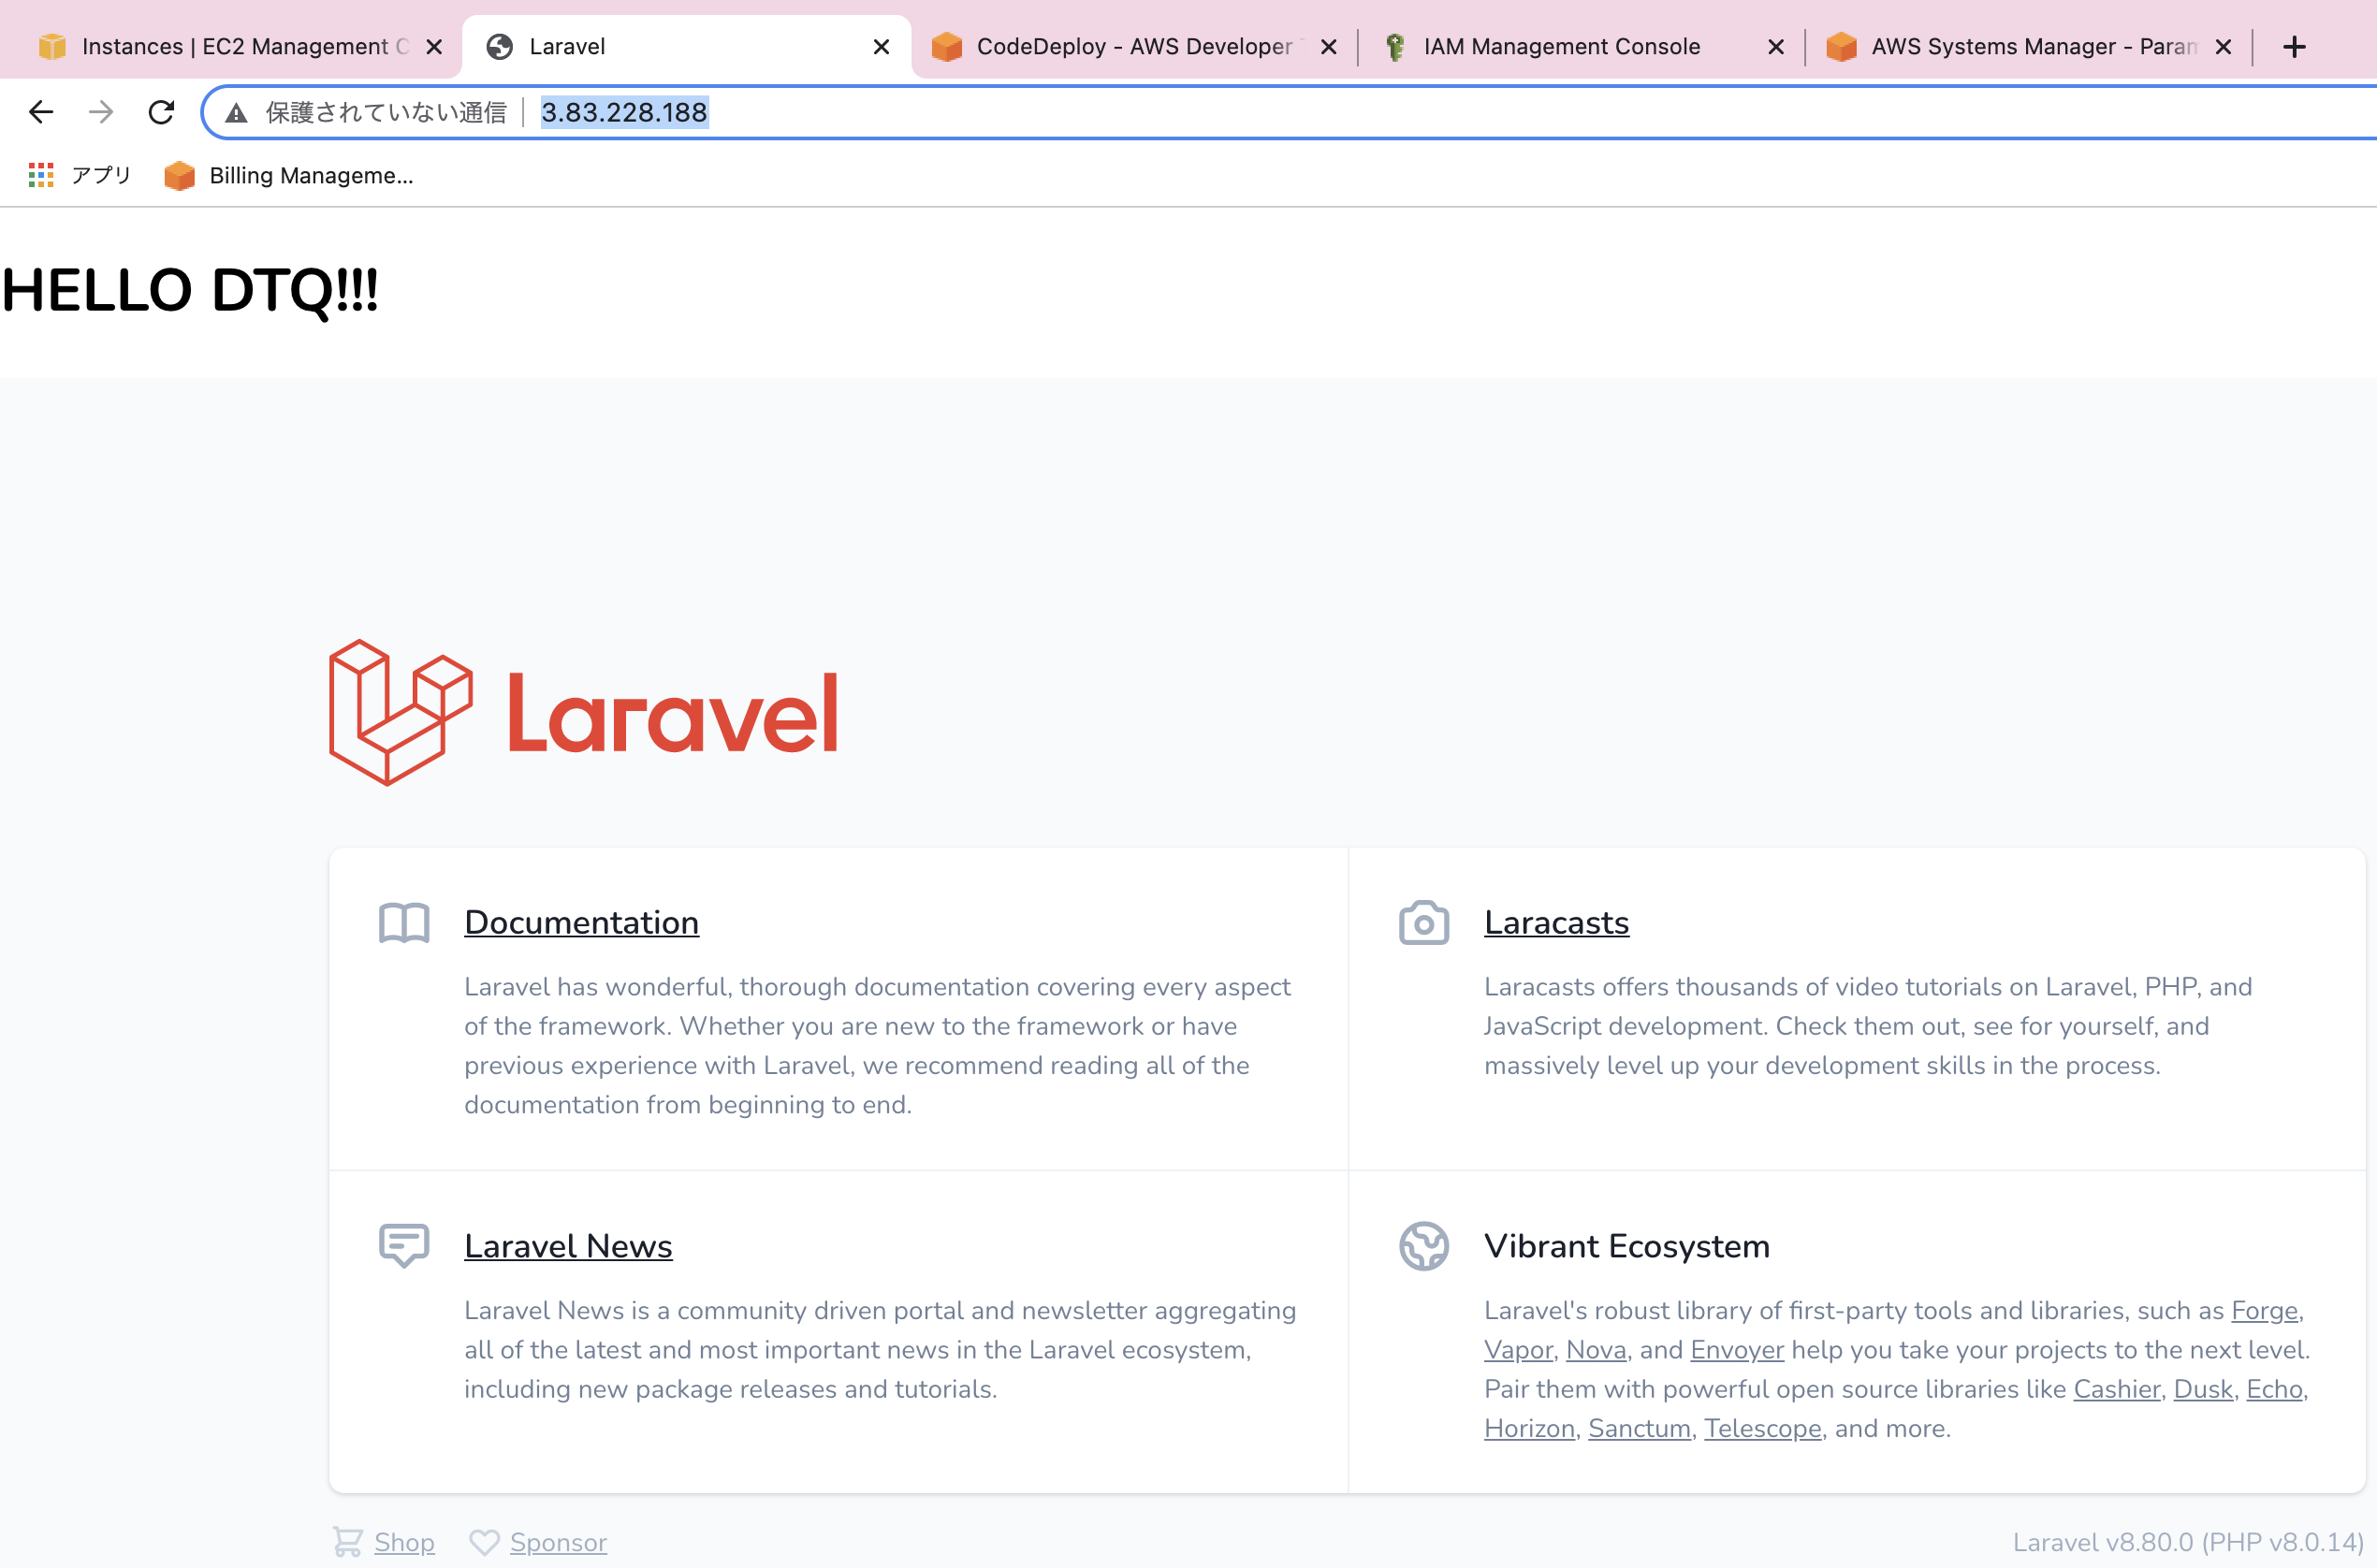 Instances | EC2 Management C
Laravel
CodeDeploy - AWS Developer
IAM Management Console
AWS Systems Manager - Param
保護されていない通信 3.83.228.188
アプリ Billing Manageme...
HELLO DTQ!!!
Laravel
Documentation
Laravel has wonderful, thorough documentation covering every aspect
of the framework. Whether you are new to the framework or have
previous experience with Laravel, we recommend reading all of the
documentation from beginning to end.
Laracasts
Laracasts offers thousands of video tutorials on Laravel, PHP, and
JavaScript development. Check them out, see for yourself, and
massively level up your development skills in the process.
Laravel News
Laravel News is a community driven portal and newsletter aggregating
all of the latest and most important news in the Laravel ecosystem,
including new package releases and tutorials.
Vibrant Ecosystem
Laravel's robust library of first-party tools and libraries, such as Forge,
Vapor, Nova, and Envoyer help you take your projects to the next level.
Pair them with powerful open source libraries like Cashier, Dusk, Echo,
Horizon, Sanctum, Telescope, and more.
Shop Sponsor
Laravel v8.80.0 (PHP v8.0.14)